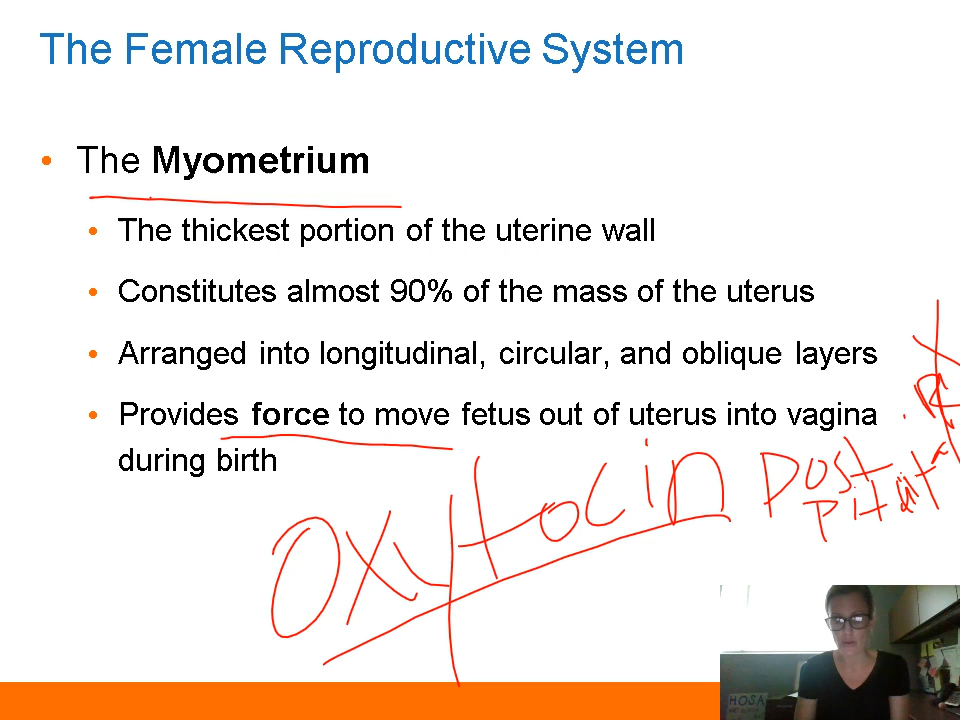 The Female Reproductive System
• The Myometrium
• The thickest portion of the uterine wall
• Constitutes almost 90% of the mass of the uterus
• Arranged into longitudinal, circular, and oblique layers
• Provides force to move fetus out of uterus into vagina
during birth
oxytocin post
HOSA